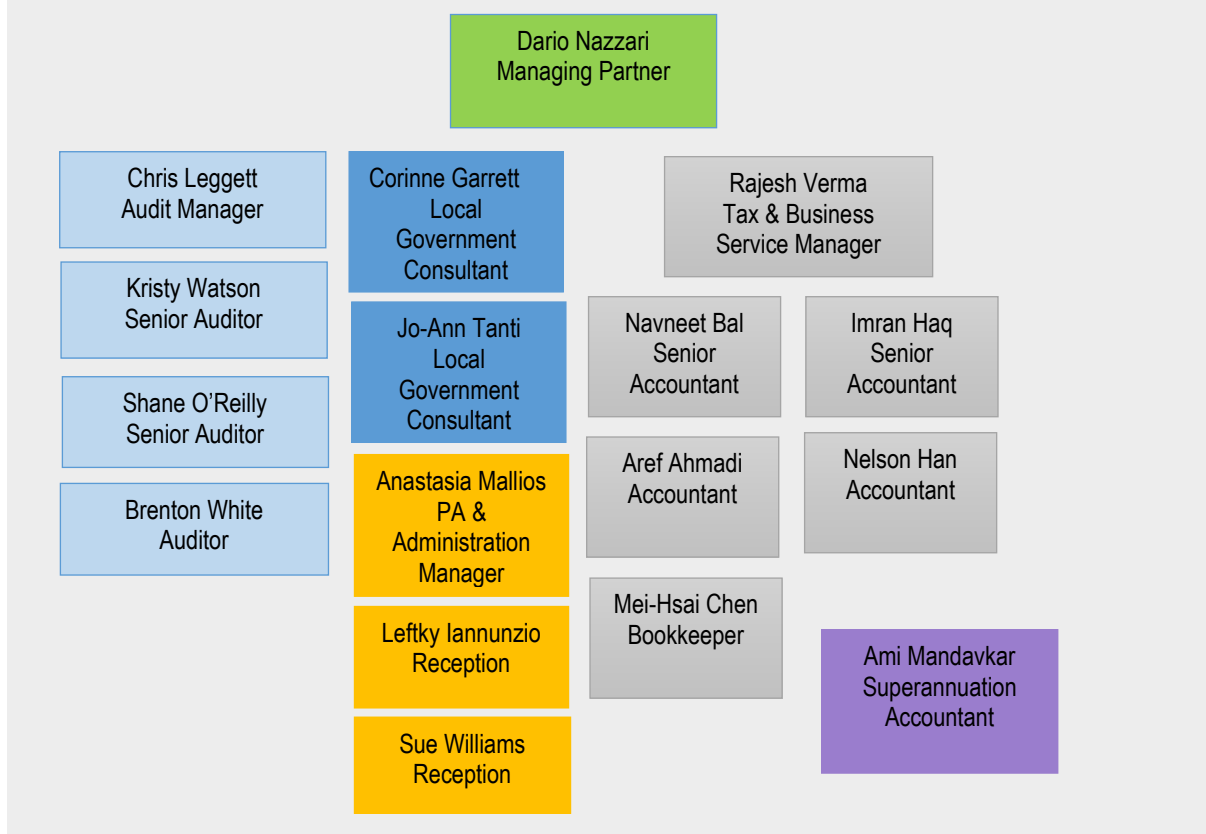 Dario Nazzari
Managing Partner
Chris Leggett
Audit Manager
Kristy Watson
Senior Auditor
Shane O’Reilly
Senior Auditor
Brenton White
Auditor
Corinne Garrett
Local
Government
Consultant
Jo-Ann Tanti
Local
Government
Consultant
Anastasia Mallios
PA &
Administration
Manager
Leftky Iannunzio
Reception
Sue Williams
Reception
Rajesh Verma
Tax & Business
Service Manager
Navneet Bal
Senior
Accountant
Imran Haq
Senior
Accountant
Aref Ahmadi
Accountant
Nelson Han
Accountant
Mei-Hsai Chen
Bookkeeper
Ami Mandavkar
Superannuation
Accountant